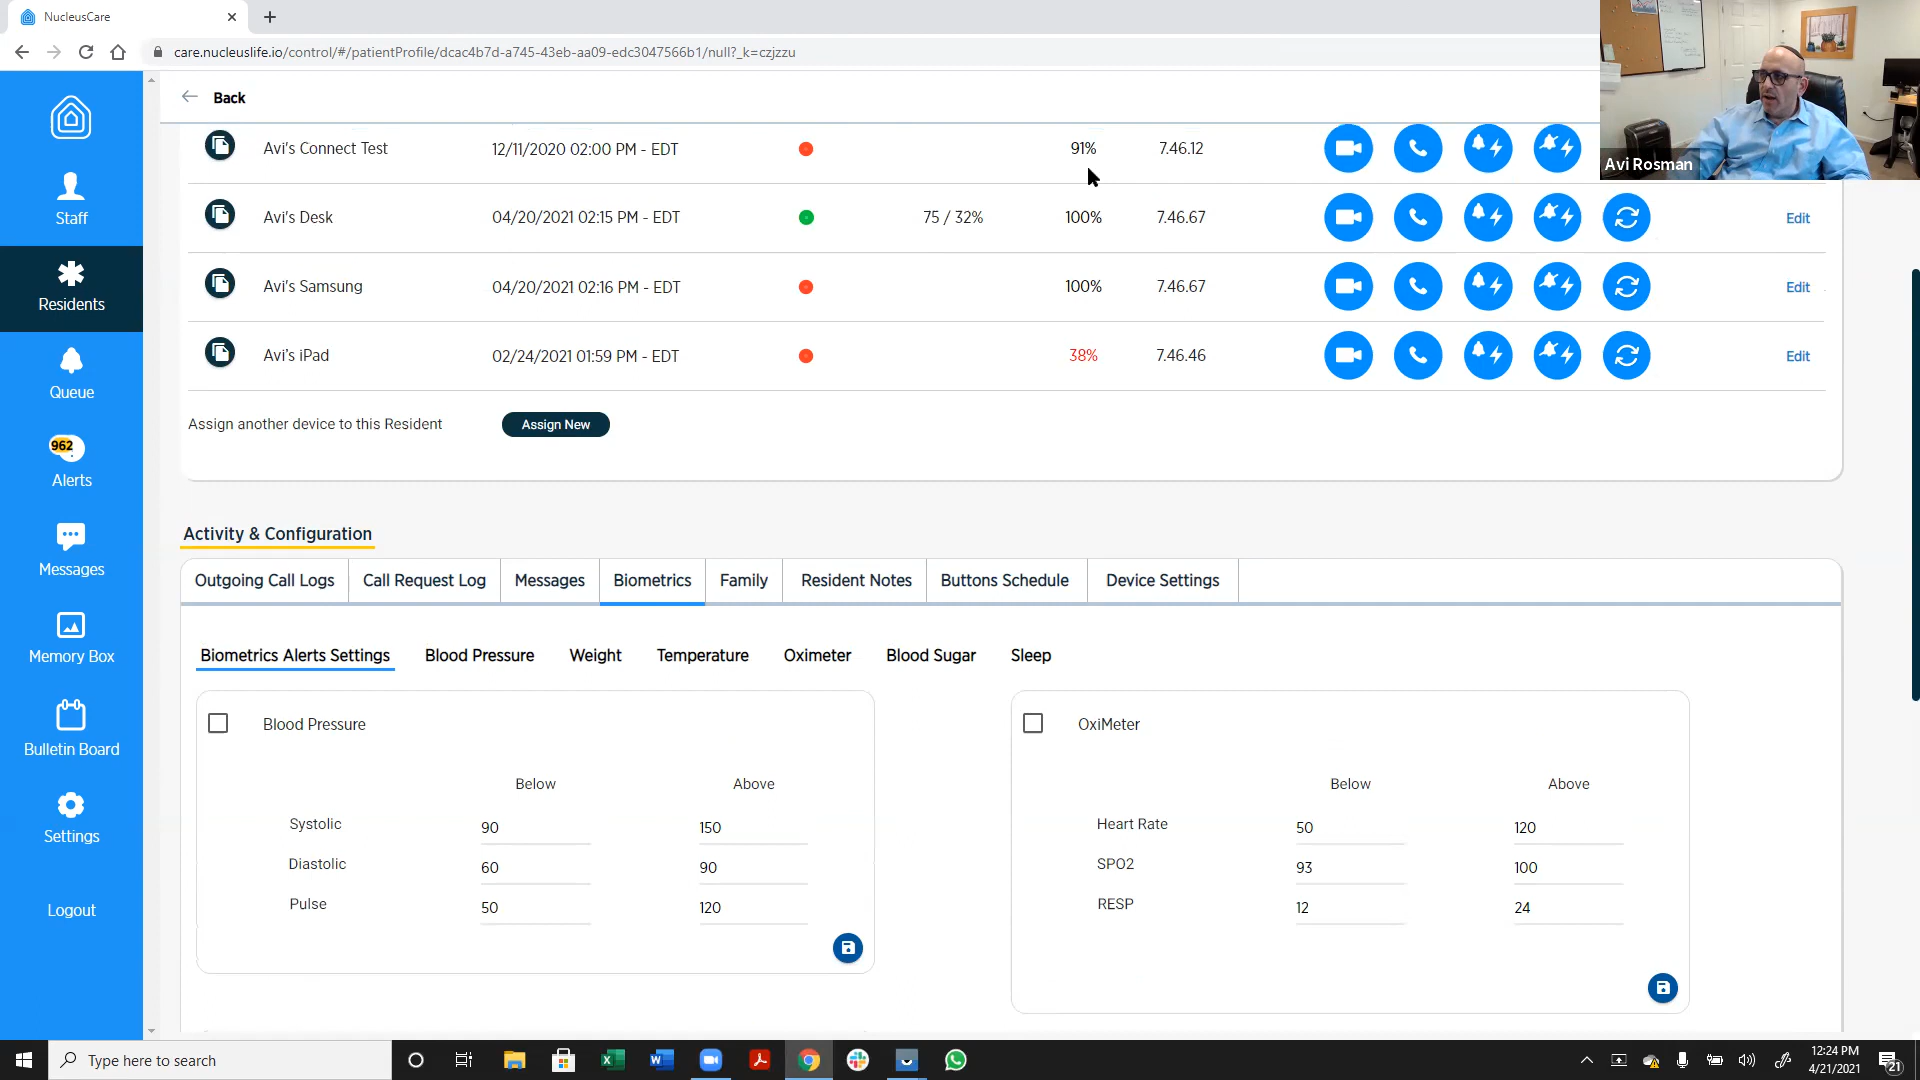 NucleusCare
care.nucleuslife.io/control/#/patientProfile/dcac4b7d-a745-43eb-aa09-edc3047566b1/null?_k=czjzzu
Avi Rosman
Back
Avi's Connect Test 12/11/2020 02:00 PM - EDT 91% 7.46.12
Avi's Desk 04/20/2021 02:15 PM - EDT 75 / 32% 100% 7.46.67 Edit
Avi's Samsung 04/20/2021 02:16 PM - EDT 100% 7.46.67 Edit
Avi's iPad 02/24/2021 01:59 PM - EDT 38% 7.46.46 Edit
Assign another device to this Resident Assign New
Staff
Residents
Queue
962
Alerts
Messages
Memory Box
Bulletin Board
Settings
Logout
Activity & Configuration
Outgoing Call Logs Call Request Log Messages Biometrics Family Resident Notes Buttons Schedule Device Settings
Biometrics Alerts Settings Blood Pressure Weight Temperature Oximeter Blood Sugar Sleep
Blood Pressure
Below Above
Systolic 90 150
Diastolic 60 90
Pulse 50 120
OxiMeter
Below Above
Heart Rate 50 120
SPO2 93 100
RESP 12 24
Type here to search
12:24 PM
4/21/2021
21